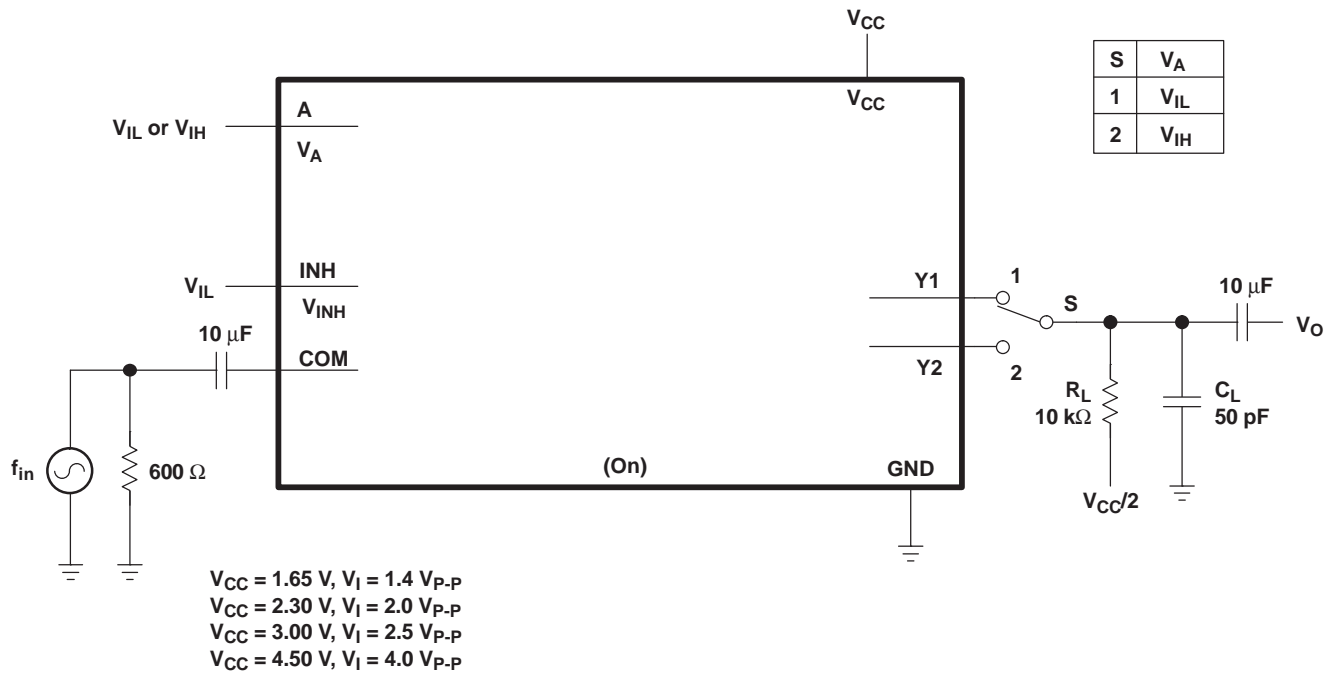 VCC
S VA
1 VIL
2 VIH
VCC
A
VIL or VIH
VA
INH
VIL
VINH
Y1
1
S
10 μF
VO
10 μF
COM
Y2
2
RL
10 kΩ
CL
50 pF
fin
600 Ω
(On)
GND
VCC/2
VCC = 1.65 V, VI = 1.4 VP-P
VCC = 2.30 V, VI = 2.0 VP-P
VCC = 3.00 V, VI = 2.5 VP-P
VCC = 4.50 V, VI = 4.0 VP-P